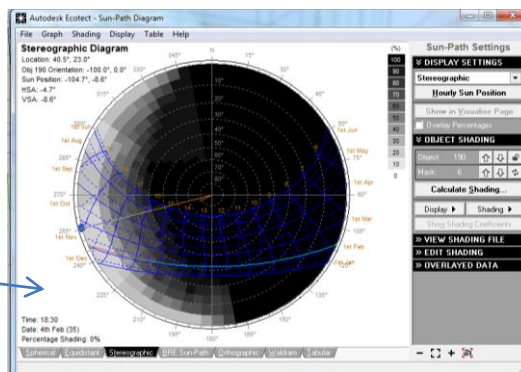 Autodesk Ecotect - Sun-Path Diagram
File Graph Shading Display Table Help
Stereographic Diagram
Location: 40.5°, 23.0°
Obj 190 Orientation: -100.0°, 0.0°
Sun Position: -104.7°, -8.6°
HSA: -4.7°
VSA: -8.6°
N
345° 15°
330° 30°
315°
1st Jul
1st Aug
1st Sep
1st Oct
1st Nov
1st Dec
1st Jun
1st May
1st Apr
1st Mar
1st Feb
1st Jan
270°
240°
225° 135°
210° 150°
195° 180° 165°
(%)
100
90
80
70
60
50
40
30
20
10
0
Time: 18:30
Date: 4th Feb (35)
Percentage Shading: 0%
Spherical Equidistant Stereographic BRE Sun-Path Orthographic Waldram Tabular
Sun-Path Settings
DISPLAY SETTINGS
Stereographic
Hourly Sun Position
Show in Visualise Page
Overlay Percentages
OBJECT SHADING
Object: 190
Mask: 6
Calculate Shading...
Display Shading
Show Shading Coefficients
VIEW SHADING FILE
EDIT SHADING
OVERLAYED DATA